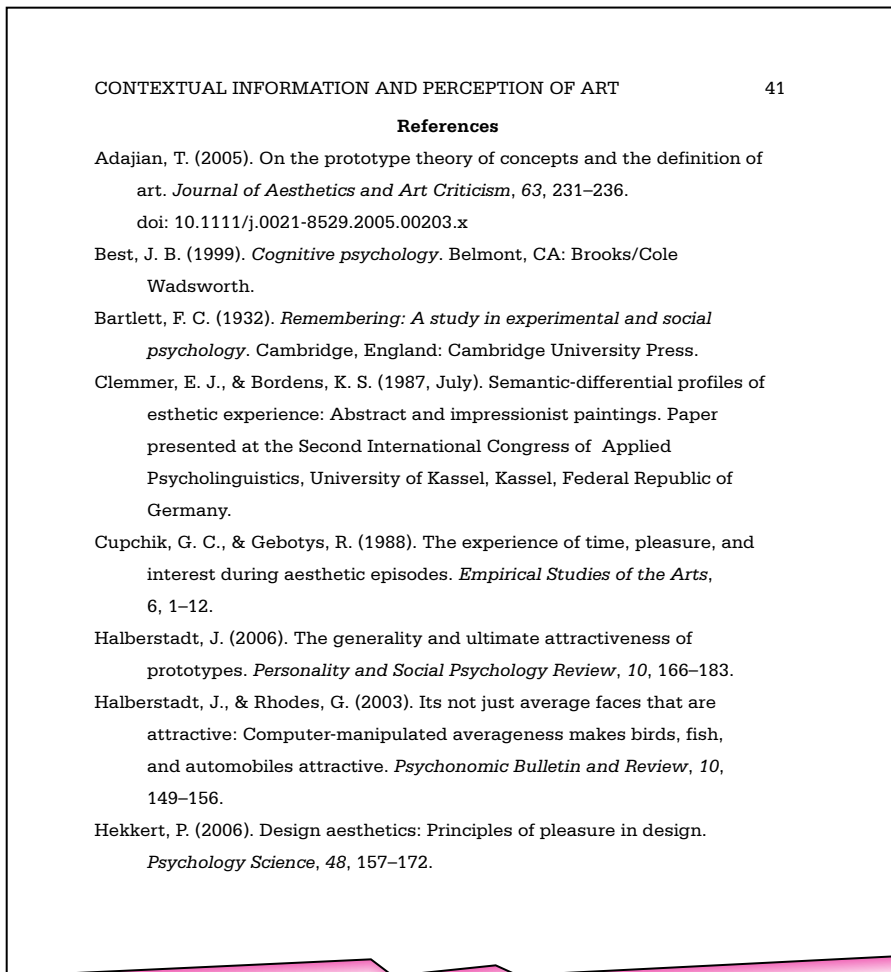 CONTEXTUAL INFORMATION AND PERCEPTION OF ART 41
References
Adajian, T. (2005). On the prototype theory of concepts and the definition of
art. Journal of Aesthetics and Art Criticism, 63, 231–236.
doi: 10.1111/j.0021-8529.2005.00203.x
Best, J. B. (1999). Cognitive psychology. Belmont, CA: Brooks/Cole
Wadsworth.
Bartlett, F. C. (1932). Remembering: A study in experimental and social
psychology. Cambridge, England: Cambridge University Press.
Clemmer, E. J., & Bordens, K. S. (1987, July). Semantic-differential profiles of
esthetic experience: Abstract and impressionist paintings. Paper
presented at the Second International Congress of Applied
Psycholinguistics, University of Kassel, Kassel, Federal Republic of
Germany.
Cupchik, G. C., & Gebotys, R. (1988). The experience of time, pleasure, and
interest during aesthetic episodes. Empirical Studies of the Arts,
6, 1–12.
Halberstadt, J. (2006). The generality and ultimate attractiveness of
prototypes. Personality and Social Psychology Review, 10, 166–183.
Halberstadt, J., & Rhodes, G. (2003). Its not just average faces that are
attractive: Computer-manipulated averageness makes birds, fish,
and automobiles attractive. Psychonomic Bulletin and Review, 10,
149–156.
Hekkert, P. (2006). Design aesthetics: Principles of pleasure in design.
Psychology Science, 48, 157–172.